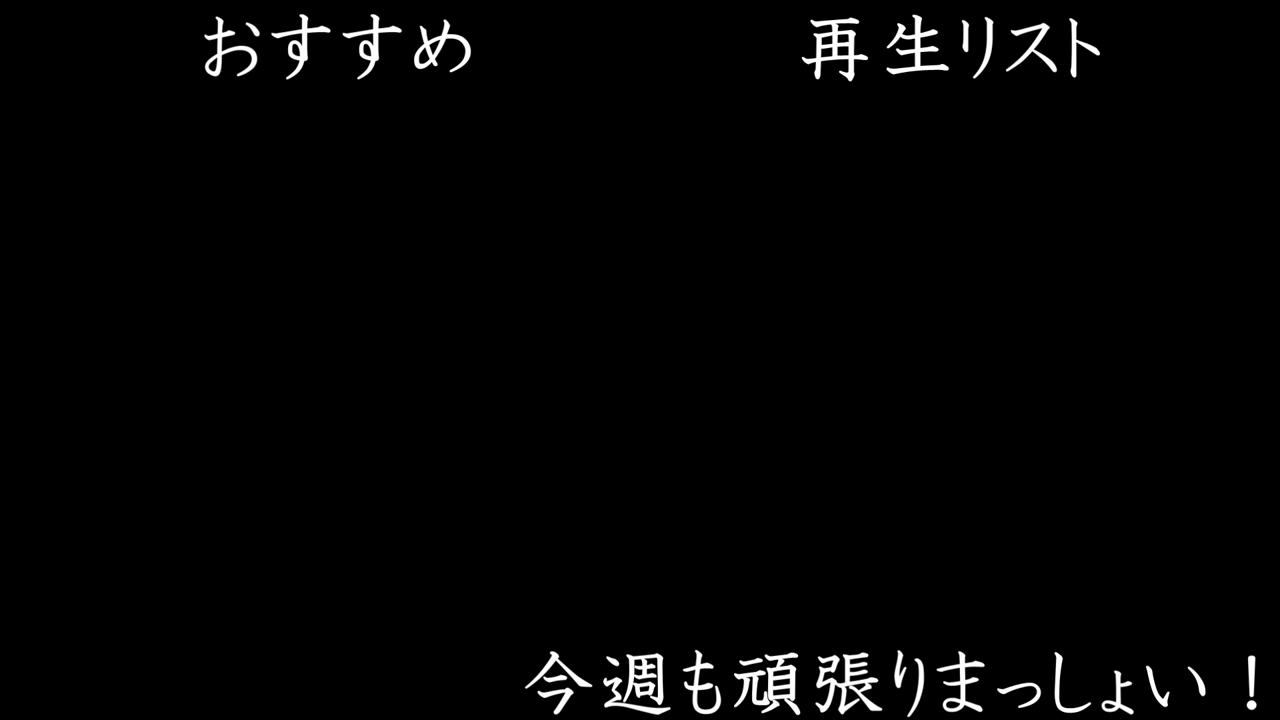 おすすめ
再生リスト
今週も頑張りまっしょい！